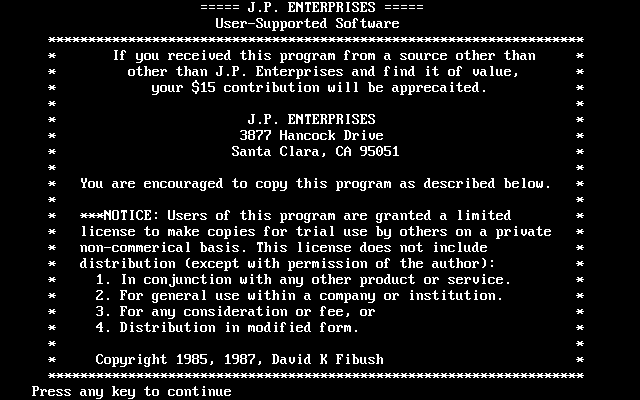 ===== J.P. ENTERPRISES =====
User-Supported Software
*******************************************************************
* If you received this program from a source other than *
* other than J.P. Enterprises and find it of value, *
* your $15 contribution will be apprecaited. *
* *
* J.P. ENTERPRISES *
* 3877 Hancock Drive *
* Santa Clara, CA 95051 *
* *
* You are encouraged to copy this program as described below. *
* *
* ***NOTICE: Users of this program are granted a limited *
* license to make copies for trial use by others on a private *
* non-commerical basis. This license does not include *
* distribution (except with permission of the author): *
* 1. In conjunction with any other product or service. *
* 2. For general use within a company or institution. *
* 3. For any consideration or fee, or *
* 4. Distribution in modified form. *
* *
* Copyright 1985, 1987, David K Fibush *
*******************************************************************
Press any key to continue